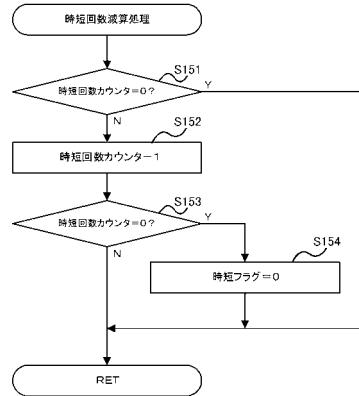 時短回数減算処理
S151
時短回数カウンター=0?
Y
N
S152
時短回数カウンター-1
S153
時短回数カウンター=0?
Y
N
S154
時短フラグ=0
RET